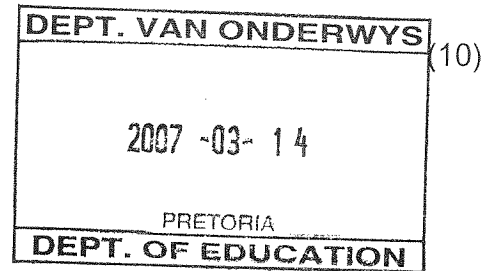 DEPT. VAN ONDERWYS
(10)
2007 -03- 14
PRETORIA
DEPT. OF EDUCATION